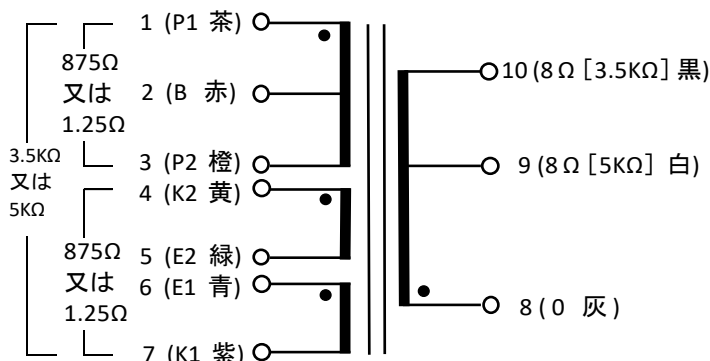 1 (P1 茶)
2 (B 赤)
3 (P2 橙)
4 (K2 黄)
5 (E2 緑)
6 (E1 青)
7 (K1 紫)
875Ω
又は
1.25Ω
3.5KΩ
又は
5KΩ
875Ω
又は
1.25Ω
10 (8Ω [3.5KΩ] 黒)
9 (8Ω [5KΩ] 白)
8 (0 灰)